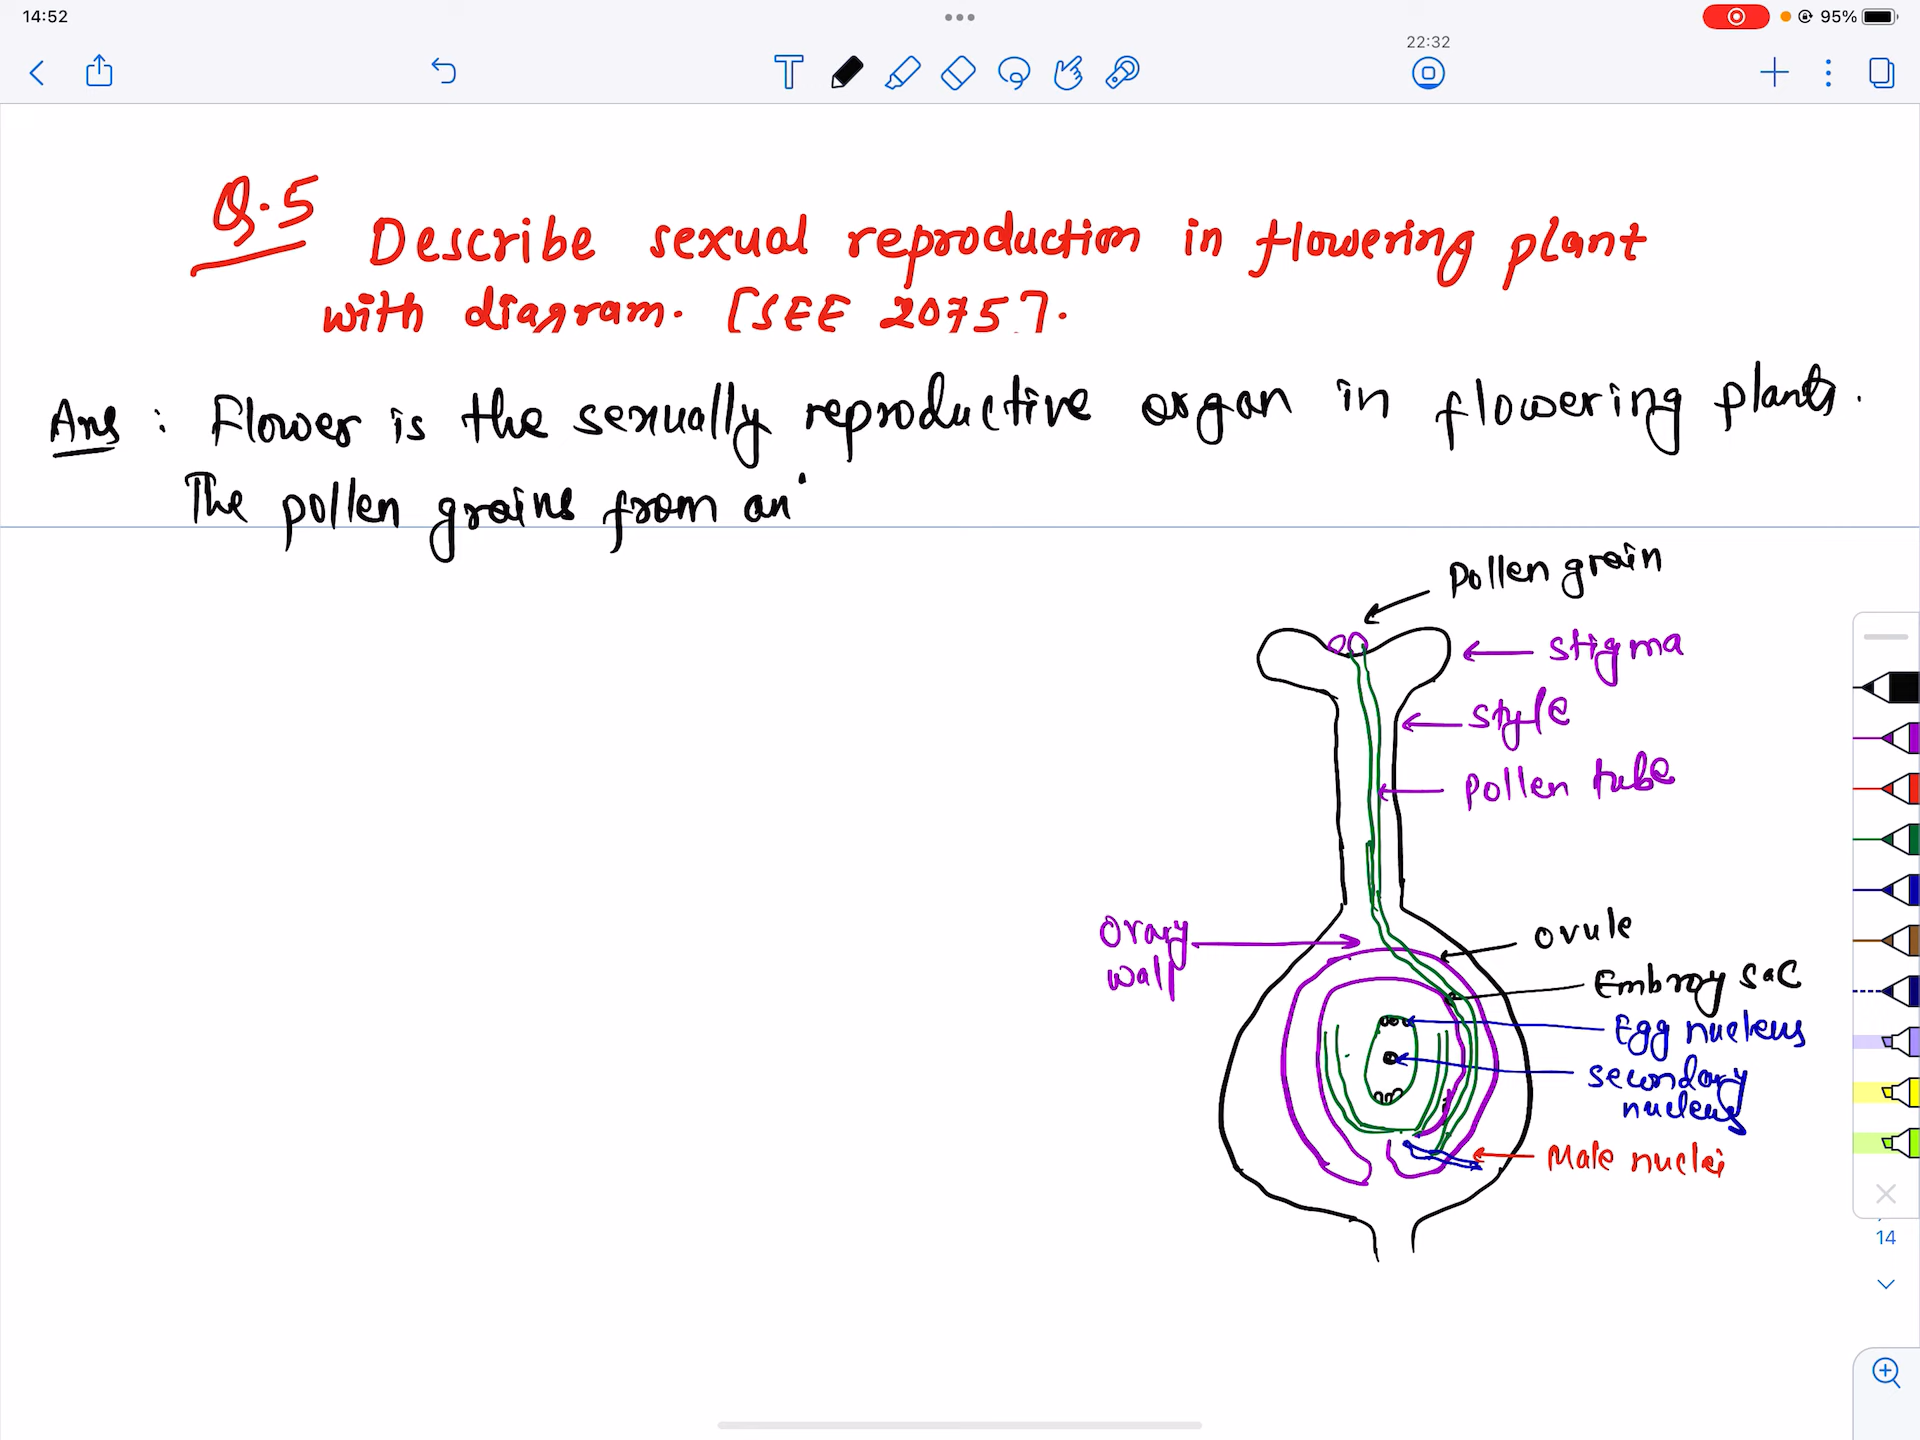 14:52
95%
22:32
Q.5 Describe sexual reproduction in flowering plant
with diagram. [SEE 2075].
Ans : Flower is the sexually reproductive organ in flowering plants.
The pollen grains from an
Pollen grain
stigma
style
Pollen tube
Ovary
wall
ovule
Embroy sac
Egg nucleus
secondary
nucleus
Male nuclei
14